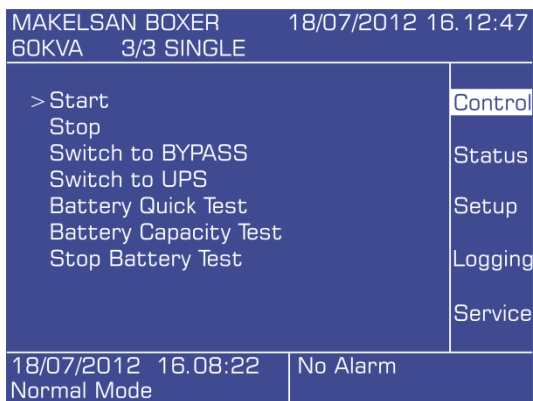 MAKELSAN BOXER 18/07/2012 16.12:47
60KVA 3/3 SINGLE
>Start
Stop
Switch to BYPASS
Switch to UPS
Battery Quick Test
Battery Capacity Test
Stop Battery Test
Control
Status
Setup
Logging
Service
18/07/2012 16.08:22
Normal Mode
No Alarm